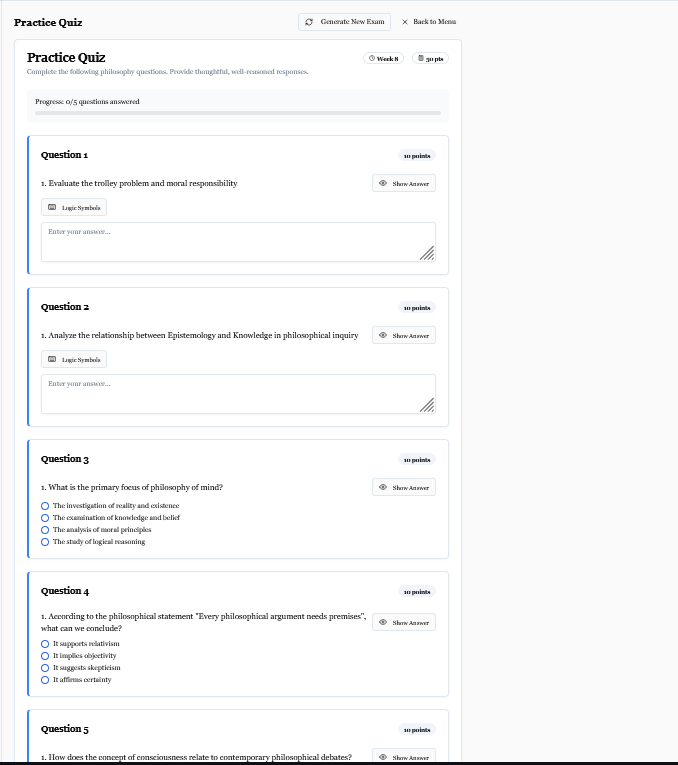 Practice Quiz
Generate New Exam
Back to Menu
Practice Quiz
Week 8
50 pts
Complete the following philosophy questions. Provide thoughtful, well-reasoned responses.
Progress: 0/5 questions answered
Question 1
10 points
1. Evaluate the trolley problem and moral responsibility
Show Answer
Logic Symbols
Enter your answer...
Question 2
10 points
1. Analyze the relationship between Epistemology and Knowledge in philosophical inquiry
Show Answer
Logic Symbols
Enter your answer...
Question 3
10 points
1. What is the primary focus of philosophy of mind?
Show Answer
The investigation of reality and existence
The examination of knowledge and belief
The analysis of moral principles
The study of logical reasoning
Question 4
10 points
1. According to the philosophical statement "Every philosophical argument needs premises",
what can we conclude?
Show Answer
It supports relativism
It implies objectivity
It suggests skepticism
It affirms certainty
Question 5
10 points
1. How does the concept of consciousness relate to contemporary philosophical debates?
Show Answer